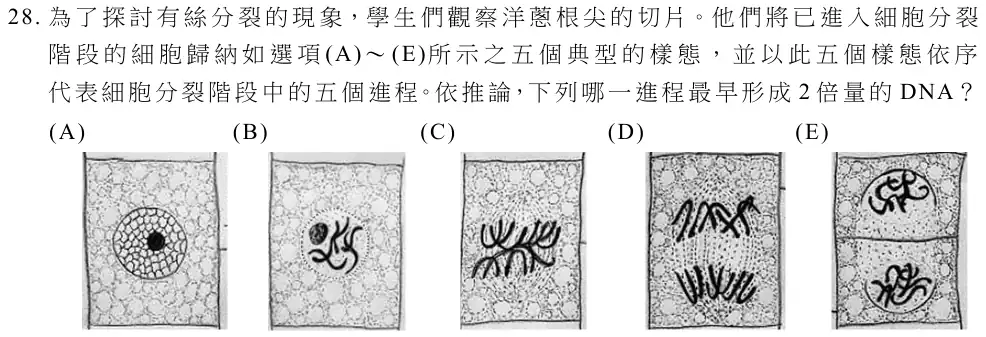 28. 為了探討有絲分裂的現象，學生們觀察洋蔥根尖的切片。他們將已進入細胞分裂
階段的細胞歸納如選項(A)～(E)所示之五個典型的樣態，並以此五個樣態依序
代表細胞分裂階段中的五個進程。依推論，下列哪一進程最早形成2倍量的DNA？
(A) (B) (C) (D) (E)